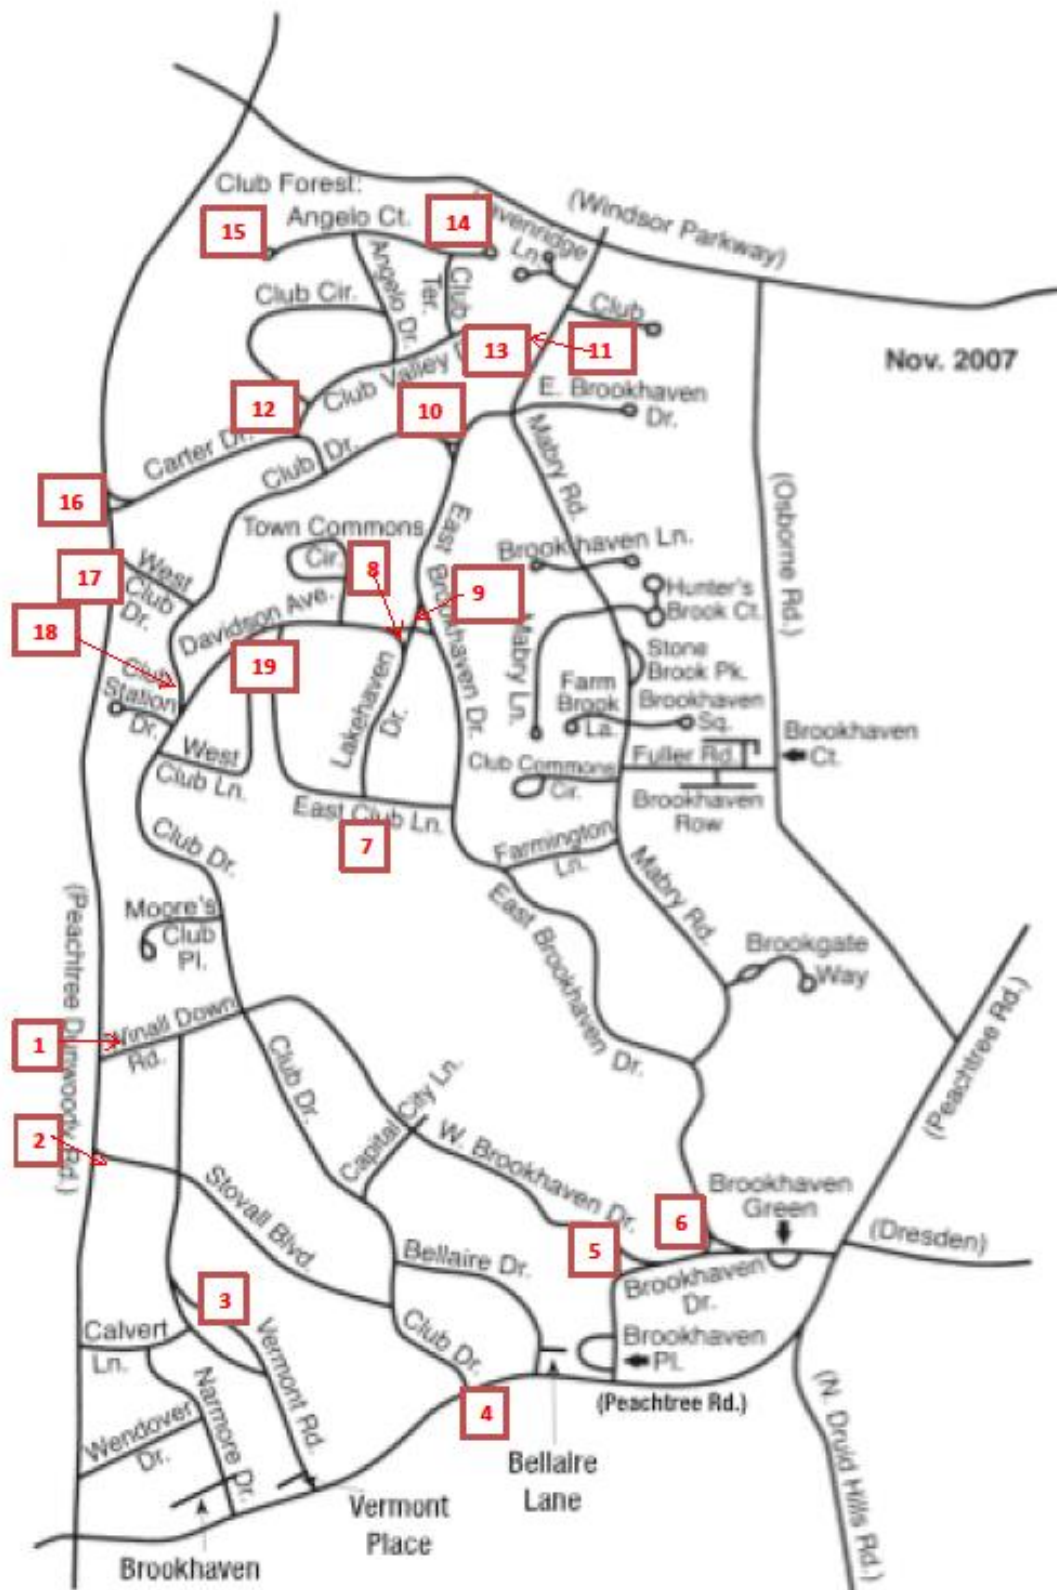 Club Forest:
15
Angelo Ct.
14
Ln.
(Windsor Parkway)
Club Cir.
Angelo Dr.
Club
Ter.
Club
13
11
Nov. 2007
12
Club Valley
10
E. Brookhaven
Dr.
Carter Dr.
Club Dr.
Mabry Rd.
16
Town Commons
Cir.
8
East Brookhaven Dr.
Brookhaven Ln.
(Osborne Rd.)
17
West
Club
Dr.
9
Hunter's
Brook Ct.
18
Davidson Ave.
19
Mabry Ln.
Stone
Brook Pk.
Club
Station
Dr.
Lakehaven
Dr.
Farm
Brook
La.
Brookhaven
Sq.
West
Club Ln.
Club Commons
Cir.
Fuller Rd.
Brookhaven
Ct.
Brookhaven
Row
East Club Ln.
7
Club Dr.
Farmington
Ln.
Mabry Rd.
(Peachtree Dunwoody Rd.)
Moore's
Club
Pl.
East Brookhaven Dr.
Brookgate
Way
1
Winall Down
Rd.
Club Dr.
(Peachtree Rd.)
2
Capital City Ln.
W. Brookhaven Dr.
Stovall Blvd.
Brookhaven
Green
6
(Dresden)
5
Bellaire Dr.
Brookhaven
Dr.
3
Calvert
Ln.
Vermont Rd.
Club Dr.
Brookhaven
Pl.
Narmore Dr.
4
(Peachtree Rd.)
(N. Druid Hills Rd.)
Wendover
Dr.
Bellaire
Lane
Vermont
Place
Brookhaven